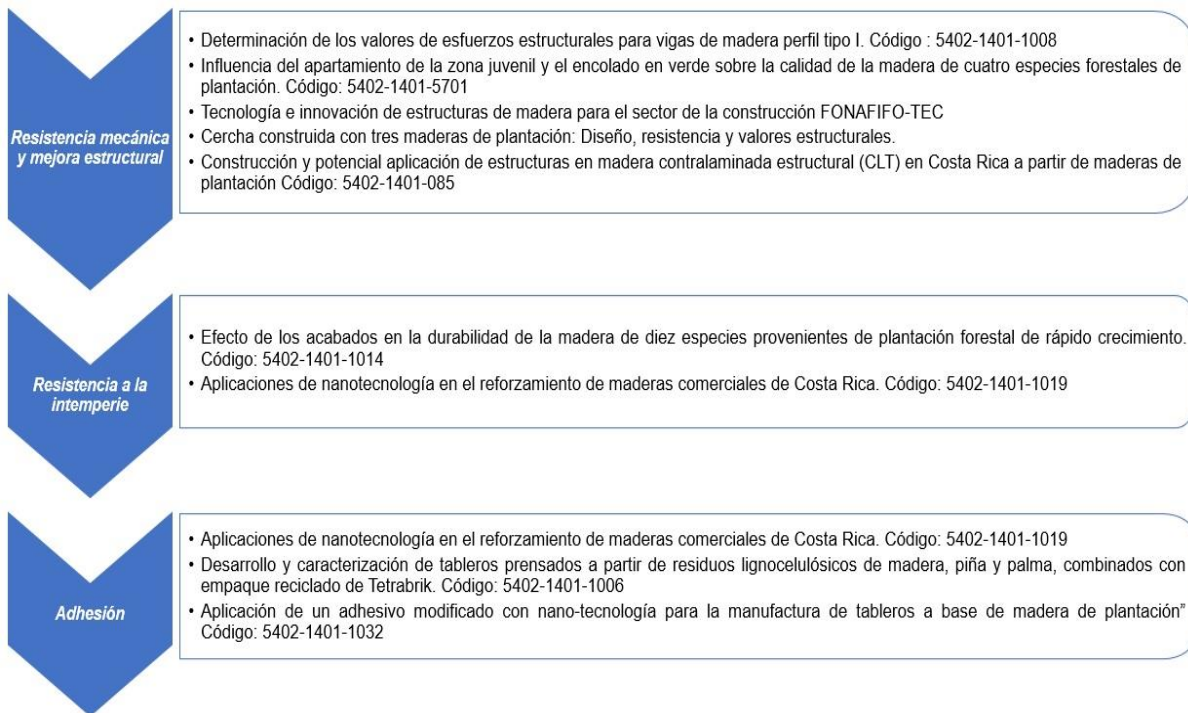 Resistencia mecánica
y mejora estructural
• Determinación de los valores de esfuerzos estructurales para vigas de madera perfil tipo I. Código : 5402-1401-1008
• Influencia del apartamiento de la zona juvenil y el encolado en verde sobre la calidad de la madera de cuatro especies forestales de
plantación. Código: 5402-1401-5701
• Tecnología e innovación de estructuras de madera para el sector de la construcción FONAFIFO-TEC
• Cercha construida con tres maderas de plantación: Diseño, resistencia y valores estructurales.
• Construcción y potencial aplicación de estructuras en madera contralaminada estructural (CLT) en Costa Rica a partir de maderas de
plantación Código: 5402-1401-085
Resistencia a la
intemperie
• Efecto de los acabados en la durabilidad de la madera de diez especies provenientes de plantación forestal de rápido crecimiento.
Código: 5402-1401-1014
• Aplicaciones de nanotecnología en el reforzamiento de maderas comerciales de Costa Rica. Código: 5402-1401-1019
Adhesión
• Aplicaciones de nanotecnología en el reforzamiento de maderas comerciales de Costa Rica. Código: 5402-1401-1019
• Desarrollo y caracterización de tableros prensados a partir de residuos lignocelulósicos de madera, piña y palma, combinados con
empaque reciclado de Tetrabrik. Código: 5402-1401-1006
• Aplicación de un adhesivo modificado con nano-tecnología para la manufactura de tableros a base de madera de plantación”
Código: 5402-1401-1032